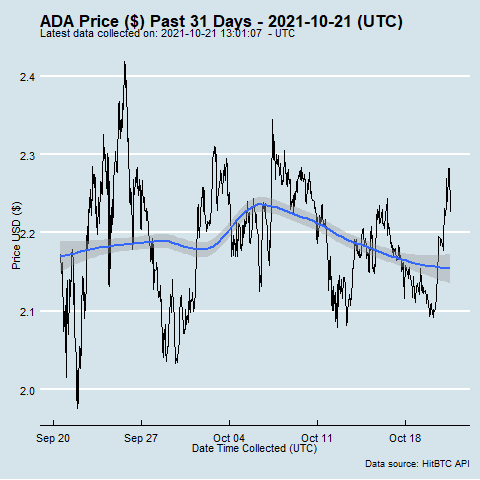 ADA Price ($) Past 31 Days - 2021-10-21 (UTC)
Latest data collected on: 2021-10-21 13:01:07  - UTC
2.4
2.3
2.2
2.1
2.0
Price USD ($)
Sep 20
Sep 27
Oct 04
Oct 11
Oct 18
Date Time Collected (UTC)
Data source: HitBTC API